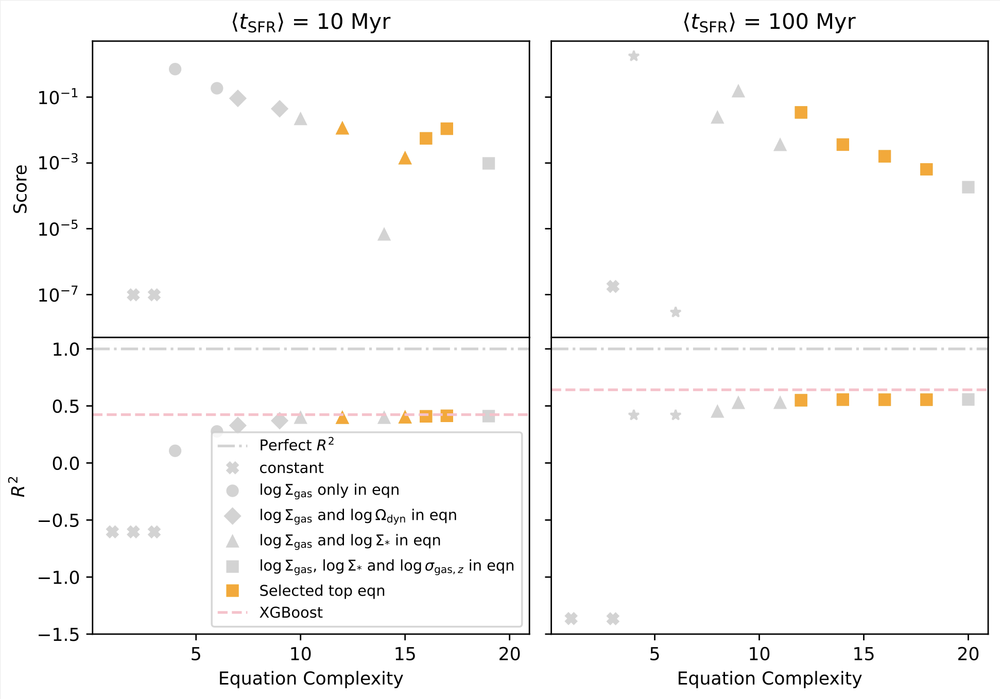 ⟨t_SFR⟩ = 10 Myr
⟨t_SFR⟩ = 100 Myr
Score
10⁻¹
10⁻³
10⁻⁵
10⁻⁷
R²
1.0
0.5
0.0
−0.5
−1.0
−1.5
Perfect R²
constant
log Σ_gas only in eqn
log Σ_gas and log Ω_dyn in eqn
log Σ_gas and log Σ_* in eqn
log Σ_gas, log Σ_* and log σ_gas, z in eqn
Selected top eqn
XGBoost
5 10 15 20
5 10 15 20
Equation Complexity
Equation Complexity